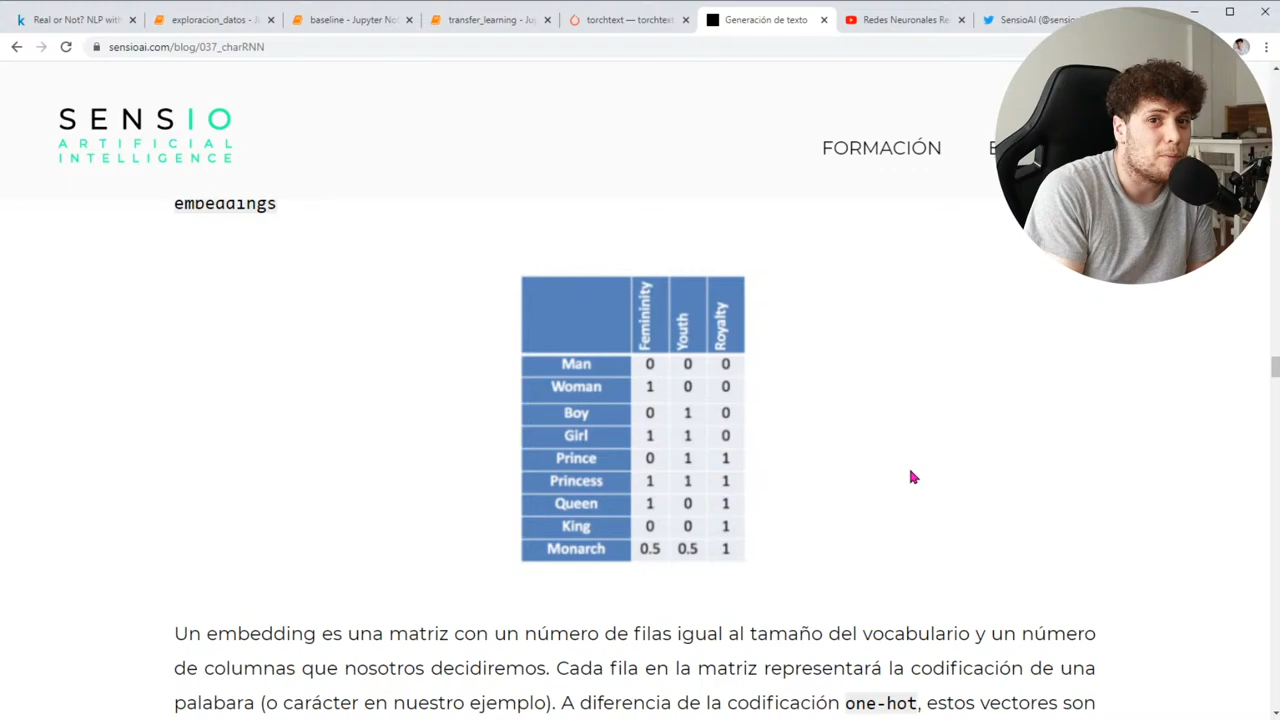 Real or Not? NLP with
exploracion_datos - Ju
baseline - Jupyter No
transfer_learning - Ju
torchtext — torchtext
Generación de texto
Redes Neuronales Re
SensioAI (@sensio
sensioai.com/blog/037_charRNN
SENSIO
ARTIFICIAL
INTELLIGENCE
FORMACIÓN
embeddings
Femininity Youth Royalty
Man 0 0 0
Woman 1 0 0
Boy 0 1 0
Girl 1 1 0
Prince 0 1 1
Princess 1 1 1
Queen 1 0 1
King 0 0 1
Monarch 0.5 0.5 1
Un embedding es una matriz con un número de filas igual al tamaño del vocabulario y un número
de columnas que nosotros decidiremos. Cada fila en la matriz representará la codificación de una
palabara (o carácter en nuestro ejemplo). A diferencia de la codificación one-hot, estos vectores son